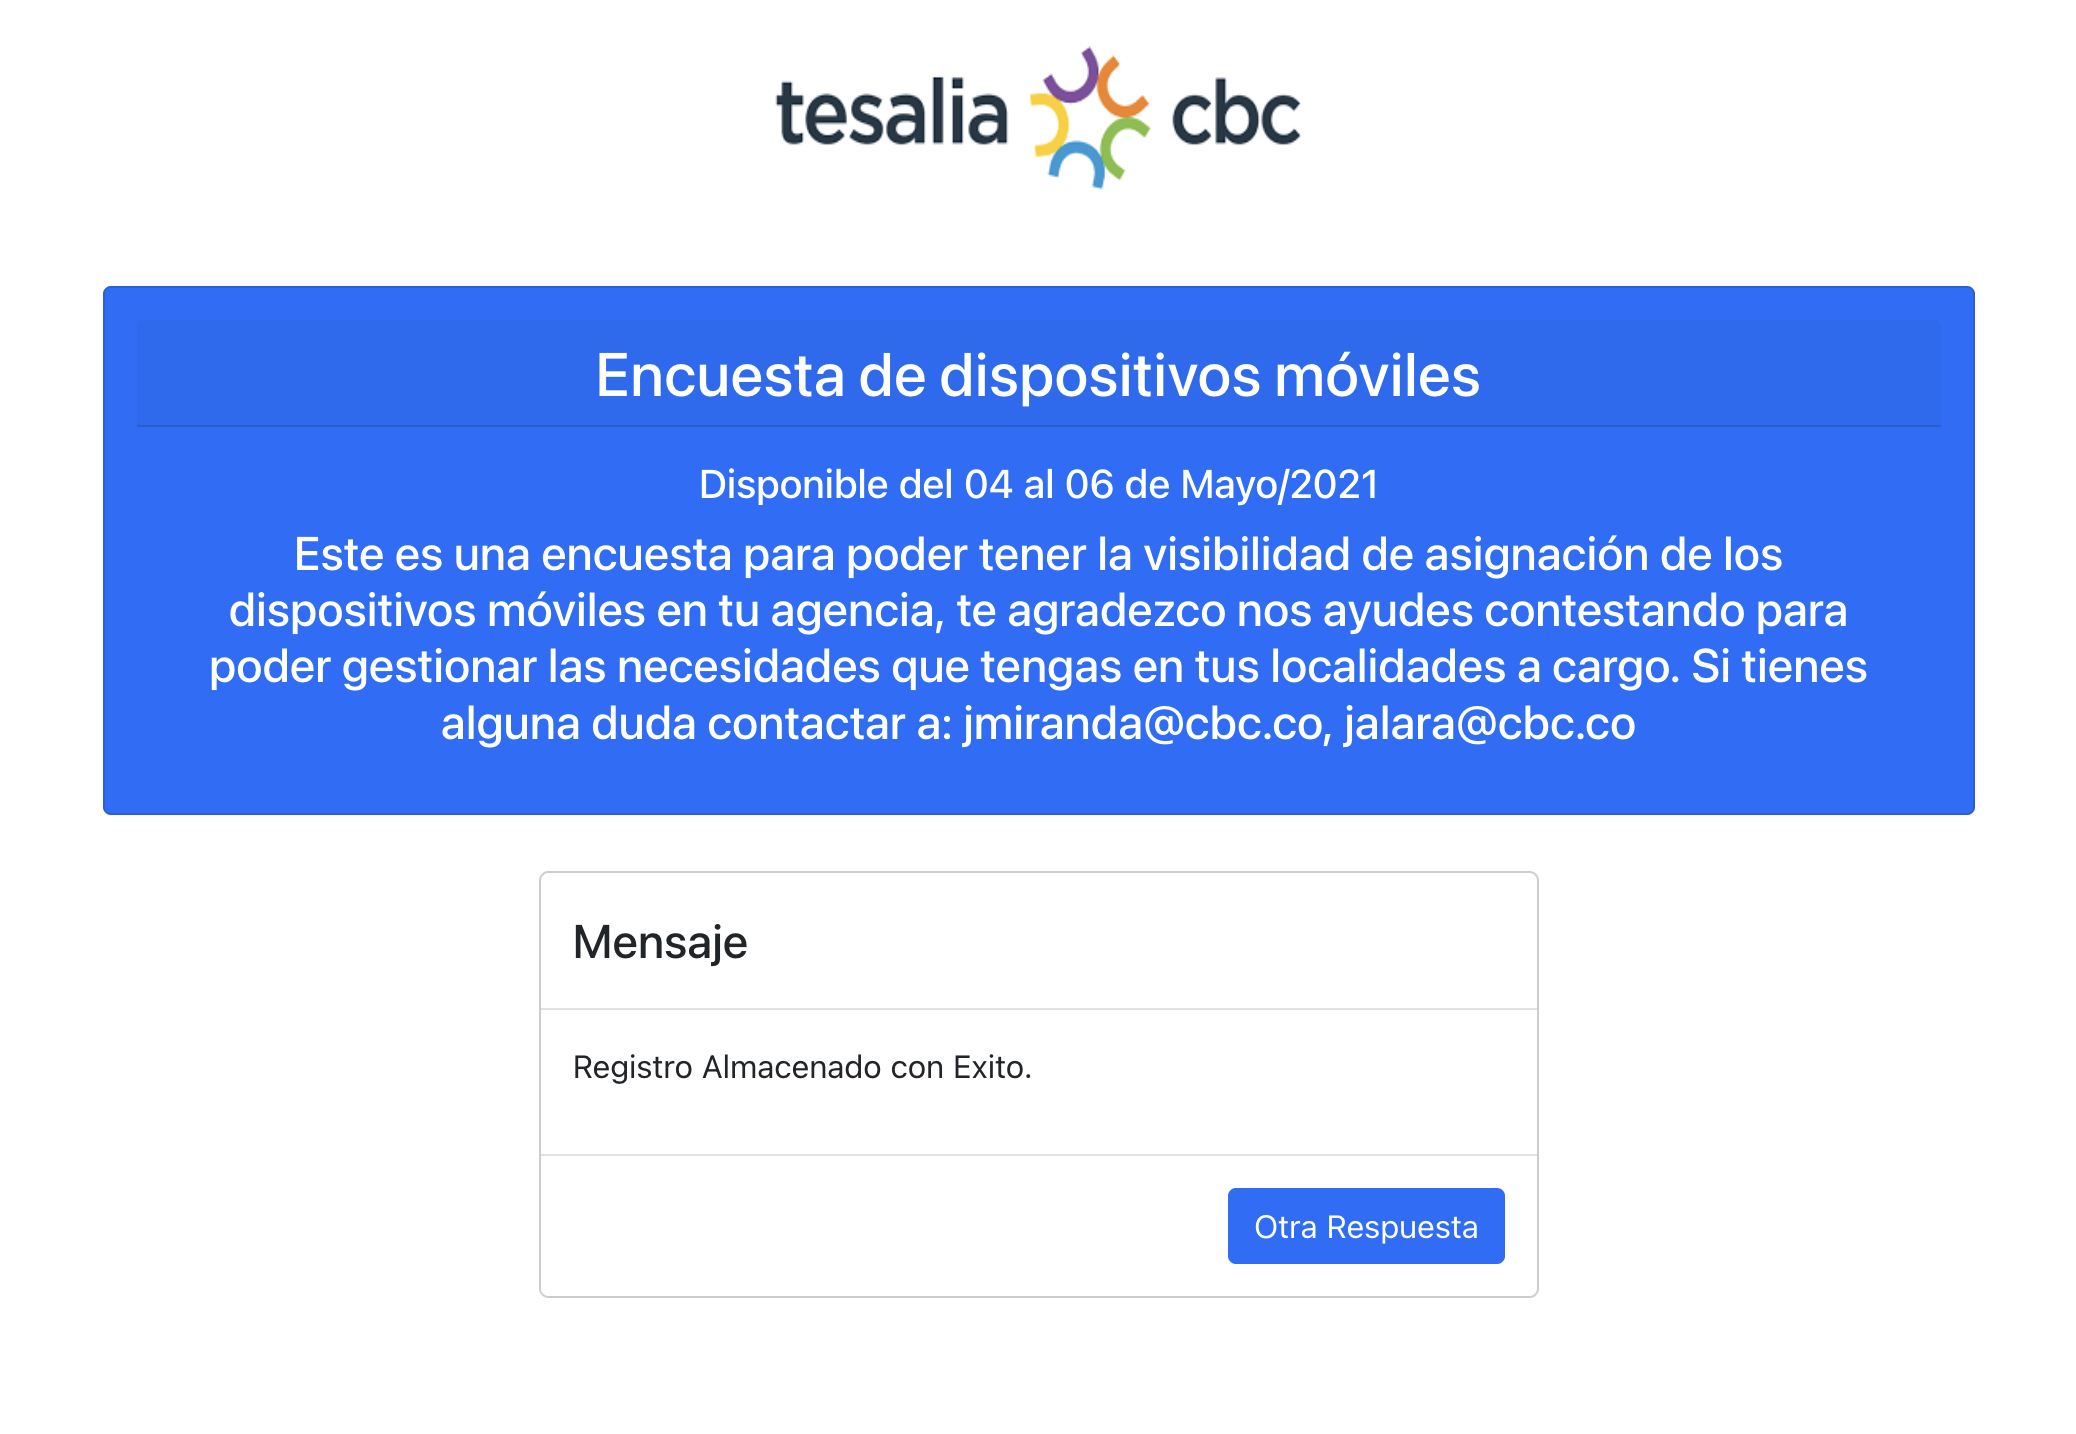 tesalia cbc
Encuesta de dispositivos móviles
Disponible del 04 al 06 de Mayo/2021
Este es una encuesta para poder tener la visibilidad de asignación de los
dispositivos móviles en tu agencia, te agradezco nos ayudes contestando para
poder gestionar las necesidades que tengas en tus localidades a cargo. Si tienes
alguna duda contactar a: jmiranda@cbc.co, jalara@cbc.co
Mensaje
Registro Almacenado con Exito.
Otra Respuesta